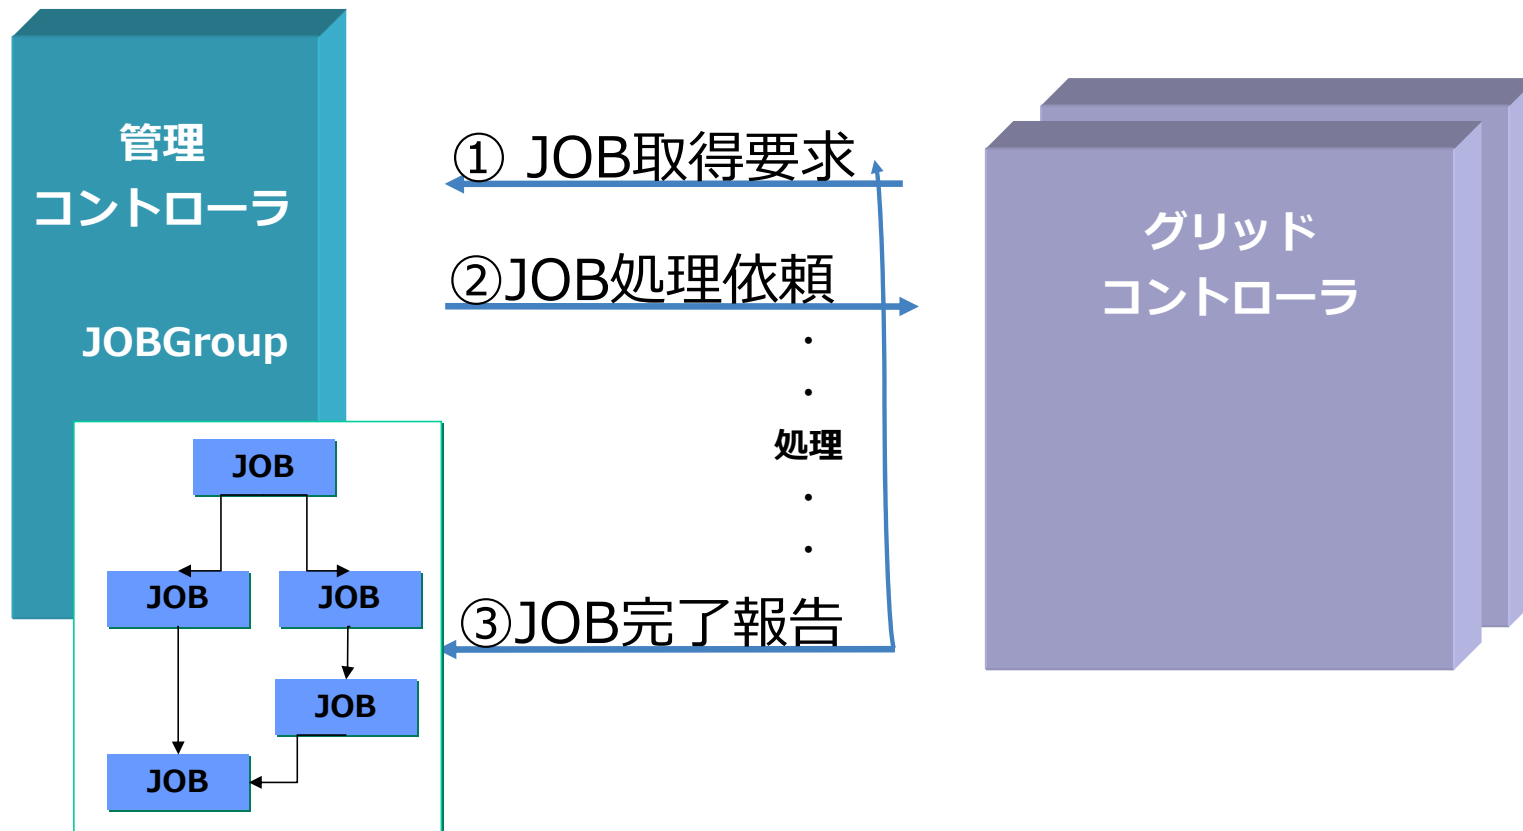 管理
コントローラ
JOBGroup
JOB
JOB
JOB
JOB
JOB
① JOB取得要求
②JOB処理依頼
・
・
処理
・
・
③JOB完了報告
グリッド
コントローラ